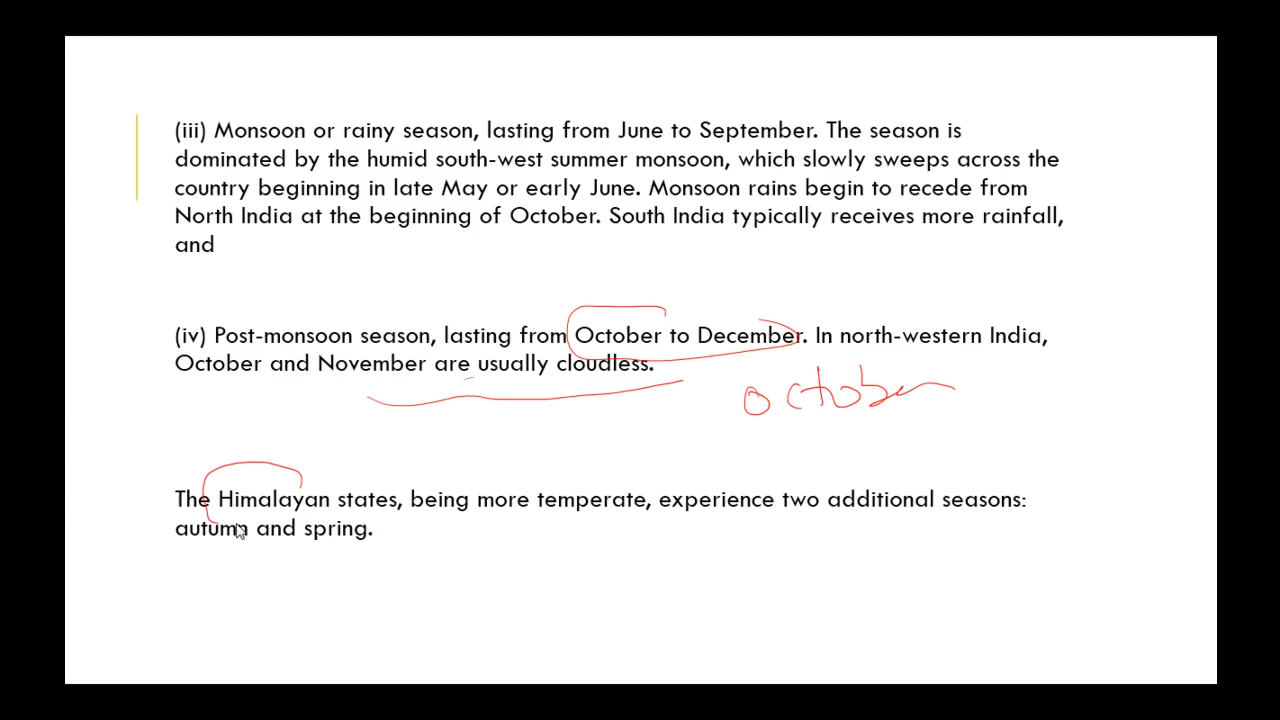 (iii) Monsoon or rainy season, lasting from June to September. The season is
dominated by the humid south-west summer monsoon, which slowly sweeps across the
country beginning in late May or early June. Monsoon rains begin to recede from
North India at the beginning of October. South India typically receives more rainfall,
and
(iv) Post-monsoon season, lasting from October to December. In north-western India,
October and November are usually cloudless.
october
The Himalayan states, being more temperate, experience two additional seasons:
autumn and spring.